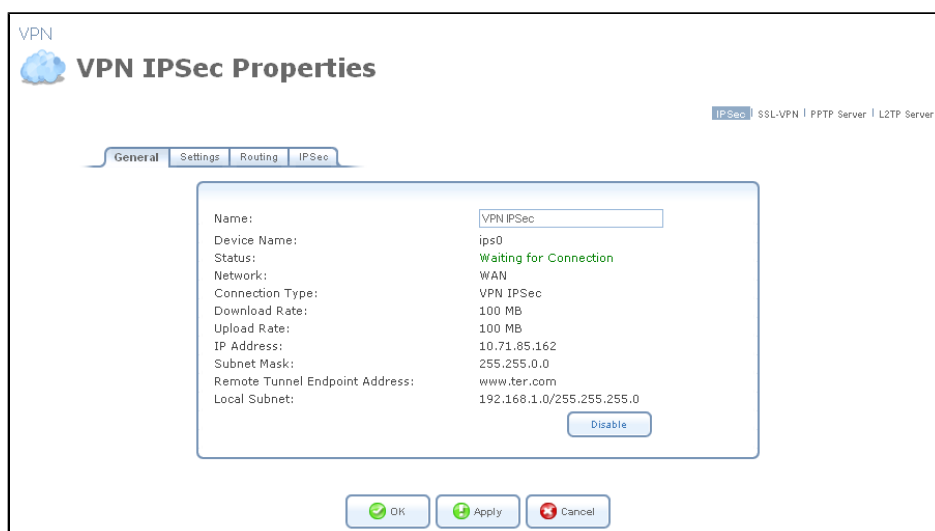 VPN
VPN IPSec Properties
IPSec | SSL-VPN | PPTP Server | L2TP Server
General Settings Routing IPSec
Name: VPN IPSec
Device Name: ips0
Status: Waiting for Connection
Network: WAN
Connection Type: VPN IPSec
Download Rate: 100 MB
Upload Rate: 100 MB
IP Address: 10.71.85.162
Subnet Mask: 255.255.0.0
Remote Tunnel Endpoint Address: www.ter.com
Local Subnet: 192.168.1.0/255.255.255.0
Disable
OK Apply Cancel